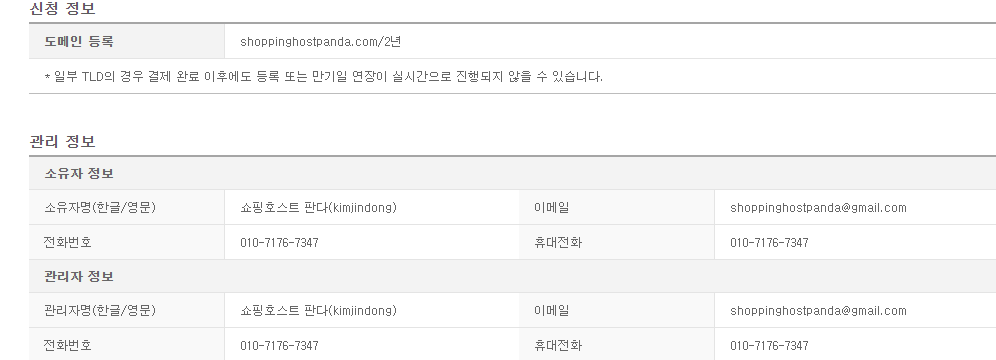 신청 정보
도메인 등록 shoppinghostpanda.com/2년
* 일부 TLD의 경우 결제 완료 이후에도 등록 또는 만기일 연장이 실시간으로 진행되지 않을 수 있습니다.
관리 정보
소유자 정보
소유자명(한글/영문) 쇼핑호스트 판다(kimjindong) 이메일 shoppinghostpanda@gmail.com
전화번호 010-7176-7347 휴대전화 010-7176-7347
관리자 정보
관리자명(한글/영문) 쇼핑호스트 판다(kimjindong) 이메일 shoppinghostpanda@gmail.com
전화번호 010-7176-7347 휴대전화 010-7176-7347